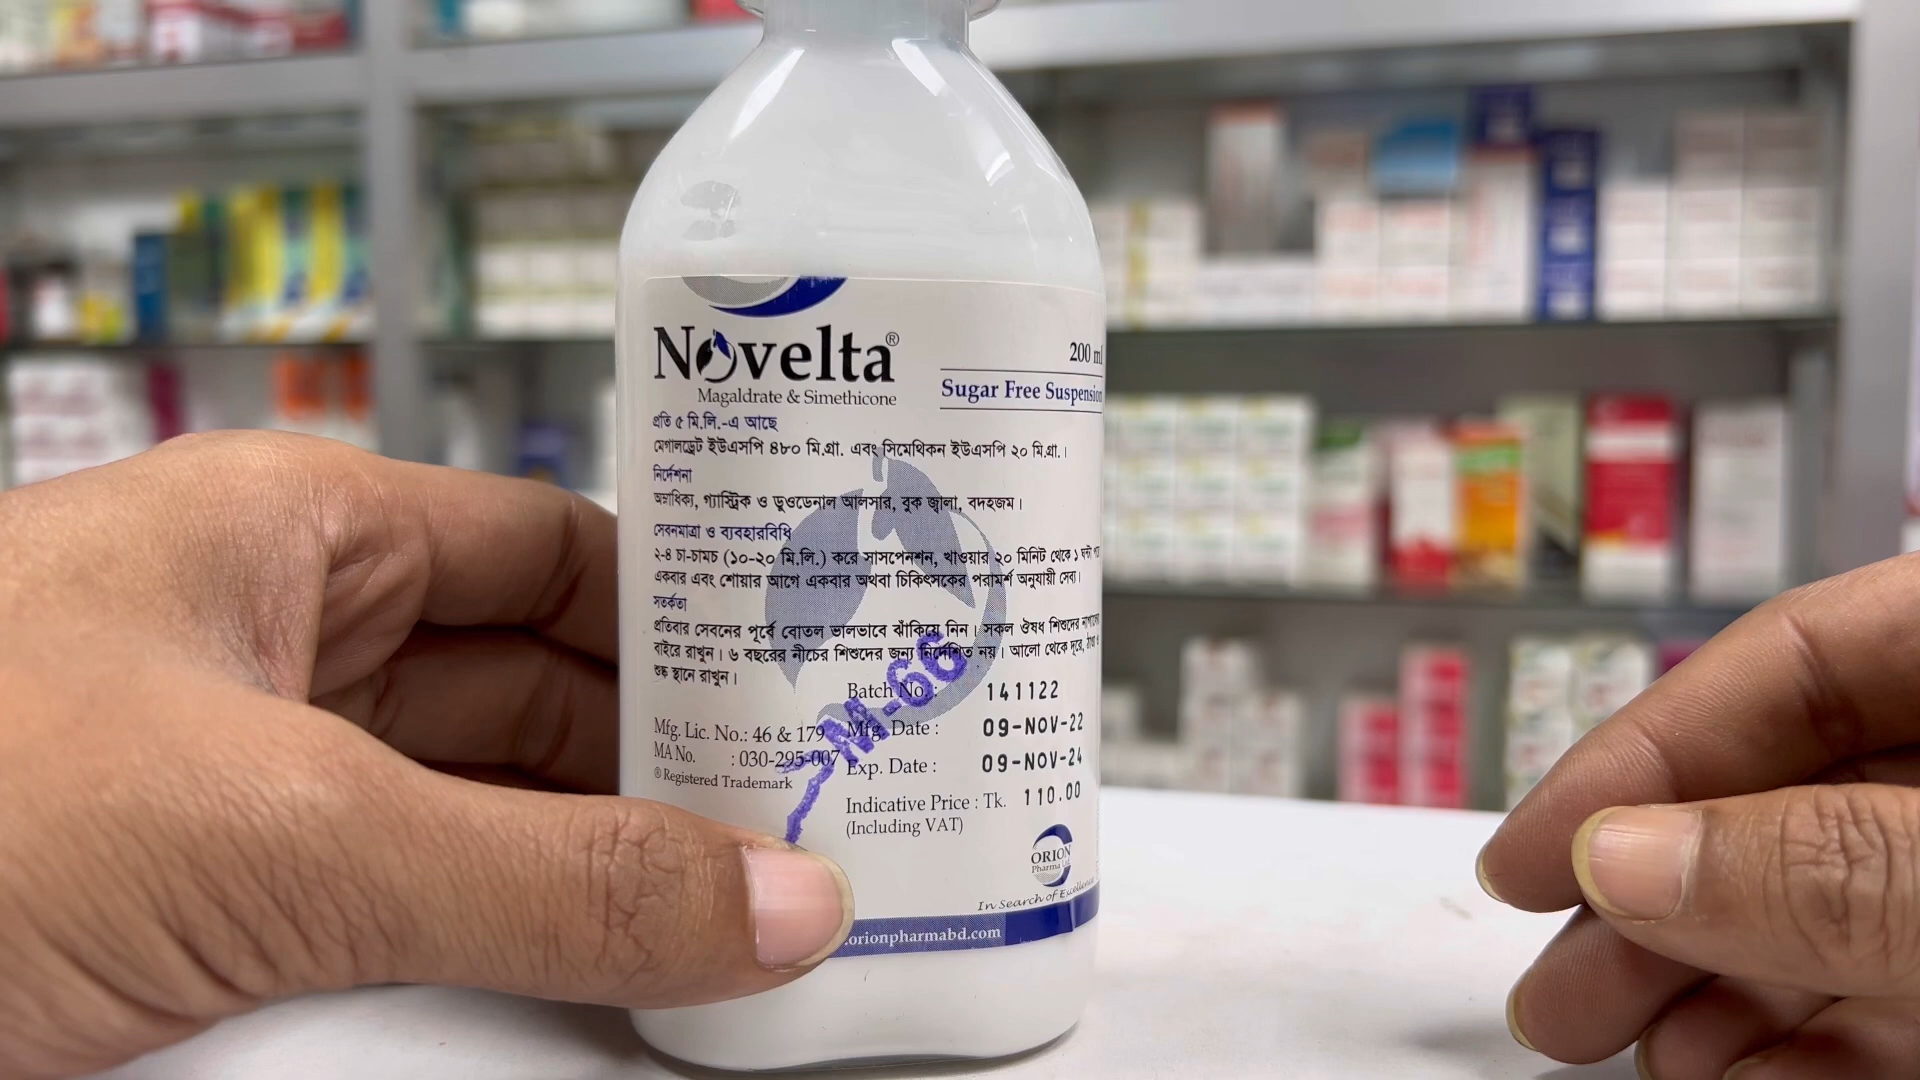 Novelta®
Magaldrate & Simethicone
200 ml
Sugar Free Suspension
প্রতি ৫ মি.লি.-এ আছে
মেগালড্রেট ইউএসপি ৪৮০ মি.গ্রা. এবং সিমেথিকন ইউএসপি ২০ মি.গ্রা.।
নির্দেশনা
অম্লাধিক্য, গ্যাস্ট্রিক ও ডুওডেনাল আলসার, বুক জ্বালা, বদহজম।
সেবনমাত্রা ও ব্যবহারবিধি
২-৪ চা-চামচ (১০-২০ মি.লি.) করে সাসপেনশন, খাওয়ার ২০ মিনিট থেকে ১ ঘন্টা
একবার এবং শোয়ার আগে একবার অথবা চিকিৎসকের পরামর্শ অনুযায়ী সেব্য।
সতর্কতা
প্রতিবার সেবনের পূর্বে বোতল ভালভাবে ঝাঁকিয়ে নিন। সকল ঔষধ শিশুদের
বাইরে রাখুন। ৬ বছরের নীচের শিশুদের জন্য নির্দেশিত নয়। আলো থেকে দূরে,
শুষ্ক স্থানে রাখুন।
Batch No. : 141122
Mfg. Date : 09-NOV-22
Exp. Date : 09-NOV-24
Indicative Price : Tk. 110.00
(Including VAT)
Mfg. Lic. No.: 46 & 179
MA No. : 030-295-007
® Registered Trademark
M-66
ORION
Pharma Ltd.
In Search of Excellence
.orionpharmabd.com